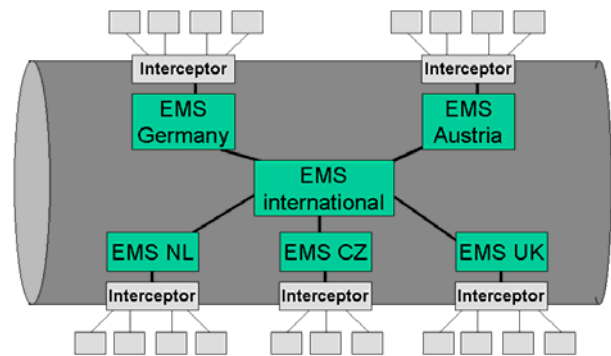 Interceptor
Interceptor
EMS
Germany
EMS
Austria
EMS
international
EMS NL
EMS CZ
EMS UK
Interceptor
Interceptor
Interceptor